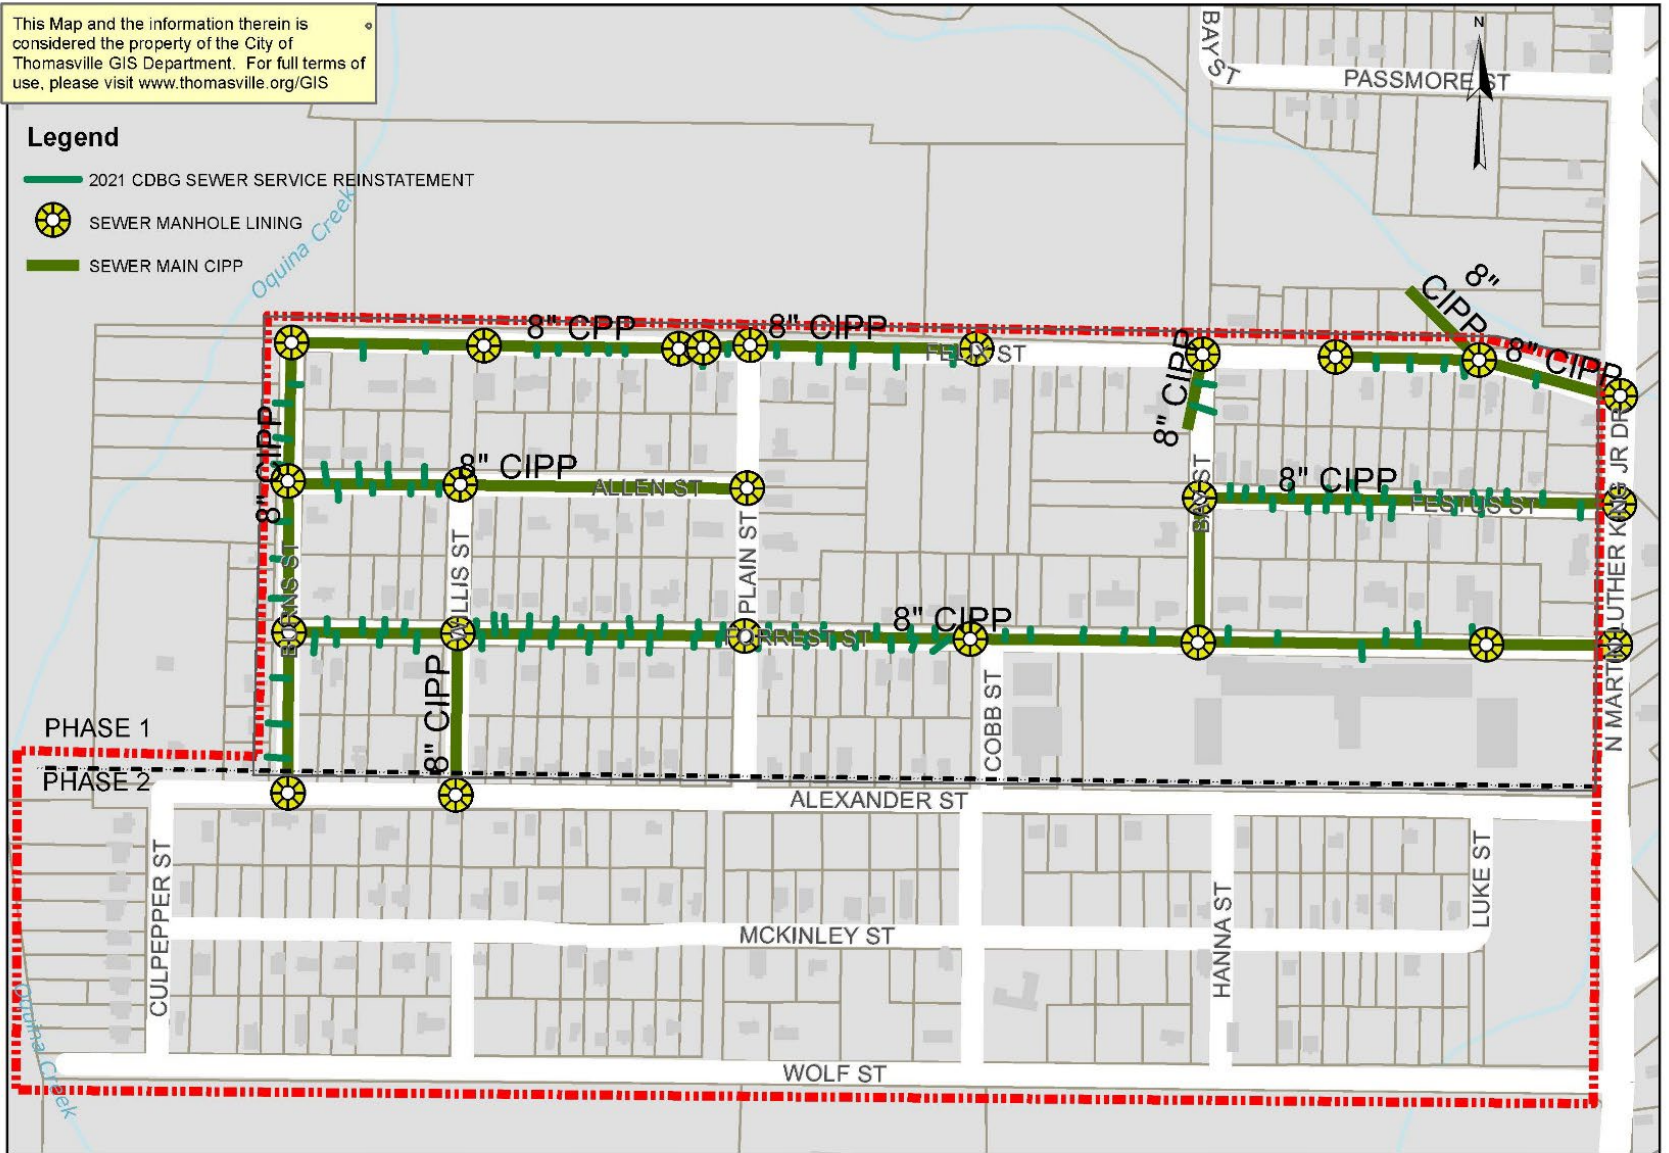 This Map and the information therein is
considered the property of the City of
Thomasville GIS Department. For full terms of
use, please visit www.thomasville.org/GIS
Legend
2021 CDBG SEWER SERVICE REINSTATEMENT
SEWER MANHOLE LINING
SEWER MAIN CIPP
N
BAY ST
PASSMORE ST
Oquina Creek
8" CPP
8" CIPP
FELIX ST
8" CIPP
8"
CIPP
8" CIPP
8" CIPP
8" CIPP
ALLEN ST
8" CIPP
FESTUS ST
BAY ST
BURNS ST
WILLIS ST
PLAIN ST
8" CIPP
FORREST ST
N MARTIN LUTHER KING JR DR
8" CIPP
COBB ST
PHASE 1
PHASE 2
ALEXANDER ST
CULPEPPER ST
MCKINLEY ST
HANNA ST
LUKE ST
WOLF ST
Oquina Creek